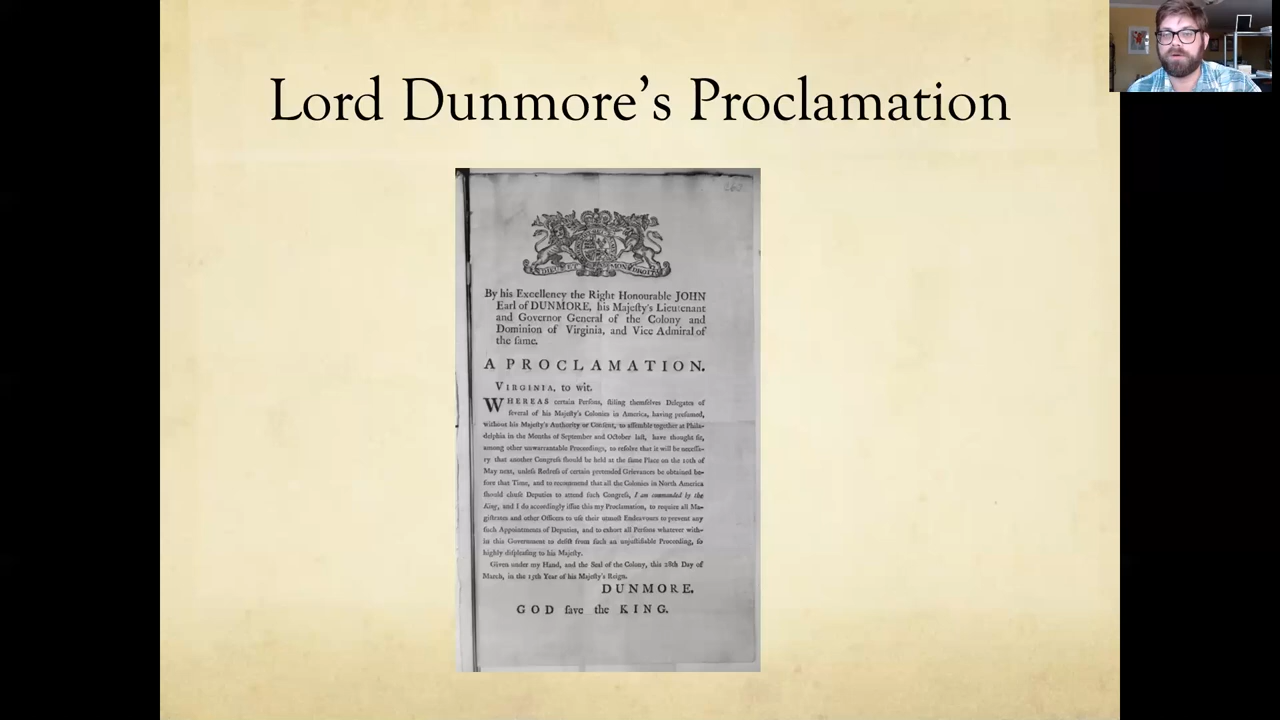 Lord Dunmore’s Proclamation
DIEU ET MON DROIT
By his Excellency the Right Honourable JOHN
Earl of DUNMORE, his Majeſty's Lieutenant
and Governor General of the Colony and
Dominion of Virginia, and Vice Admiral of
the ſame.
A PROCLAMATION.
VIRGINIA, to wit.
WHEREAS certain Perſons, ſtiling themſelves Delegates of
ſeveral of his Majeſty's Colonies in America, having preſumed,
without his Majeſty's Authority or Conſent, to aſſemble together at Phila-
delphia in the Months of September and October laſt, have thought fit,
among other unwarrantable Proceedings, to reſolve that it will be neceſſa-
ry that another Congreſs ſhould be held at the ſame Place on the 10th of
May next, unleſs Redreſs of certain pretended Grievances be obtained be-
fore that Time, and to recommend that all the Colonies in North America
ſhould chuſe Deputies to attend ſuch Congreſs, I am commanded by the
King, and I do accordingly iſſue this my Proclamation, to require all Ma-
giſtrates and other Officers to uſe their utmoſt Endeavours to prevent any
ſuch Appointments of Deputies, and to exhort all Perſons whatever with-
in this Government to deſiſt from ſuch an unjuſtifiable Proceeding, ſo
highly diſpleaſing to his Majeſty.
Given under my Hand, and the Seal of the Colony, this 28th Day of
March, in the 15th Year of his Majeſty's Reign.
DUNMORE.
GOD ſave the KING.